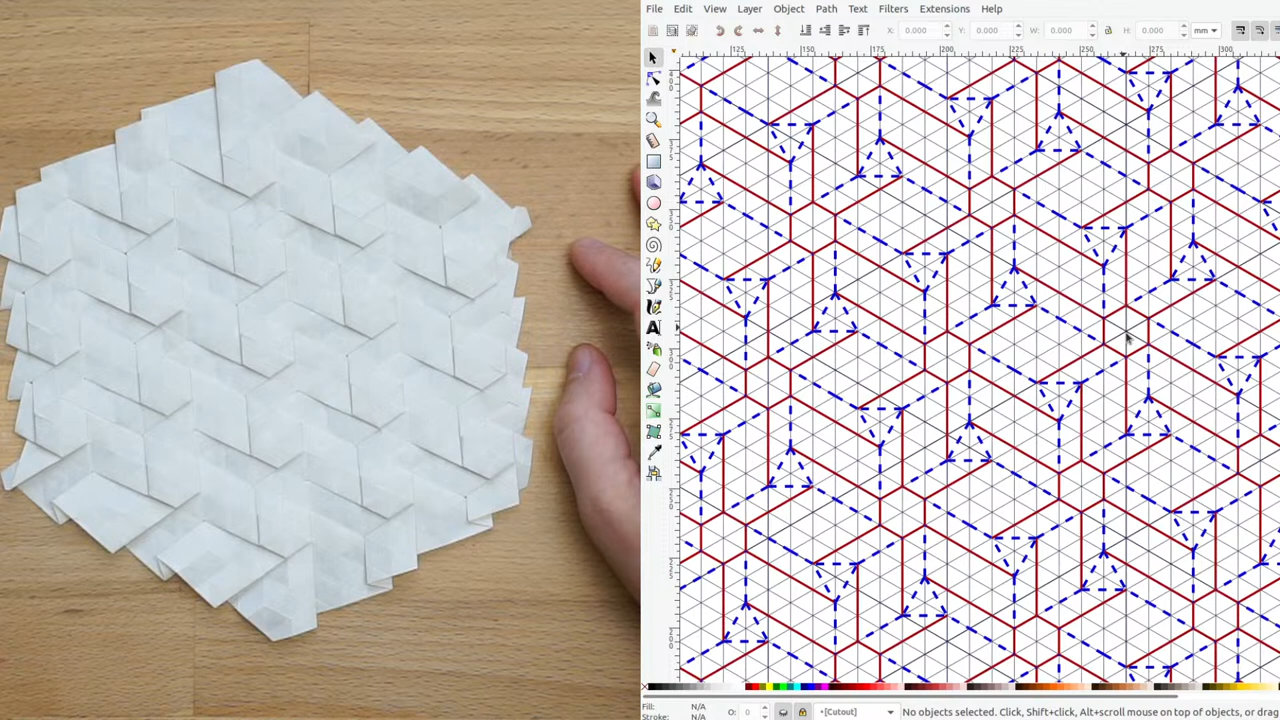 File Edit View Layer Object Path Text Filters Extensions Help
X: 0.000 Y: 0.000 W: 0.000 H: 0.000 mm
125 150 175 200 225 250 275 300
Fill: N/A
Stroke: N/A
O: 0
[Cutout]
No objects selected. Click, Shift+click, Alt+scroll mouse on top of objects, or drag